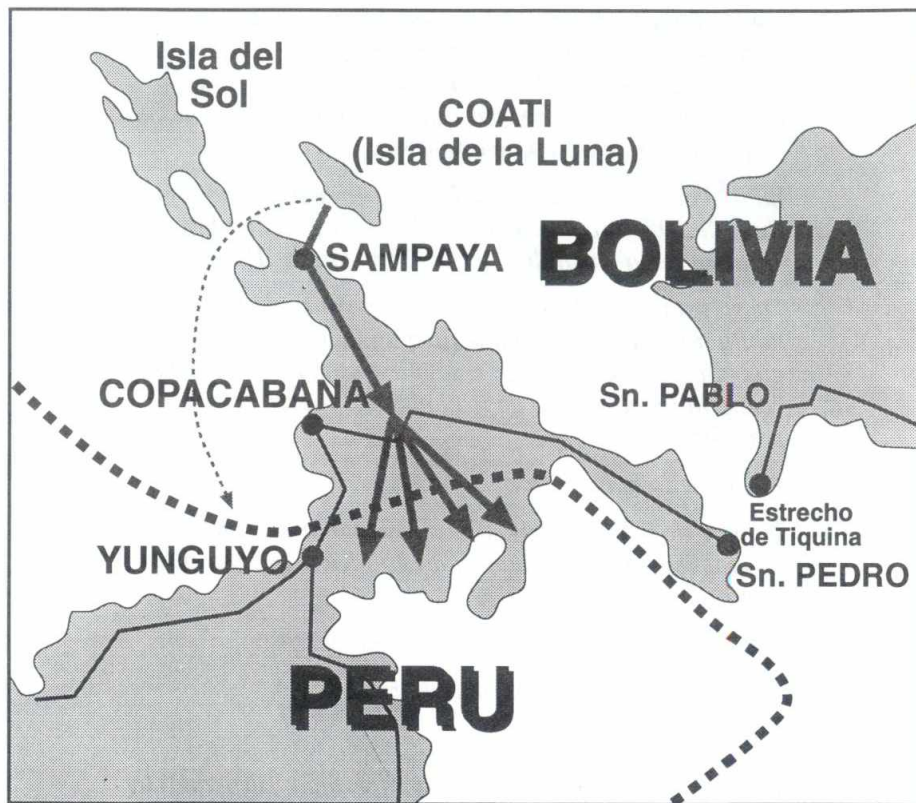 Isla del
Sol
COATI
(Isla de la Luna)
BOLIVIA
SAMPAYA
COPACABANA
Sn. PABLO
Estrecho
de Tiquina
YUNGUYO
Sn. PEDRO
PERU